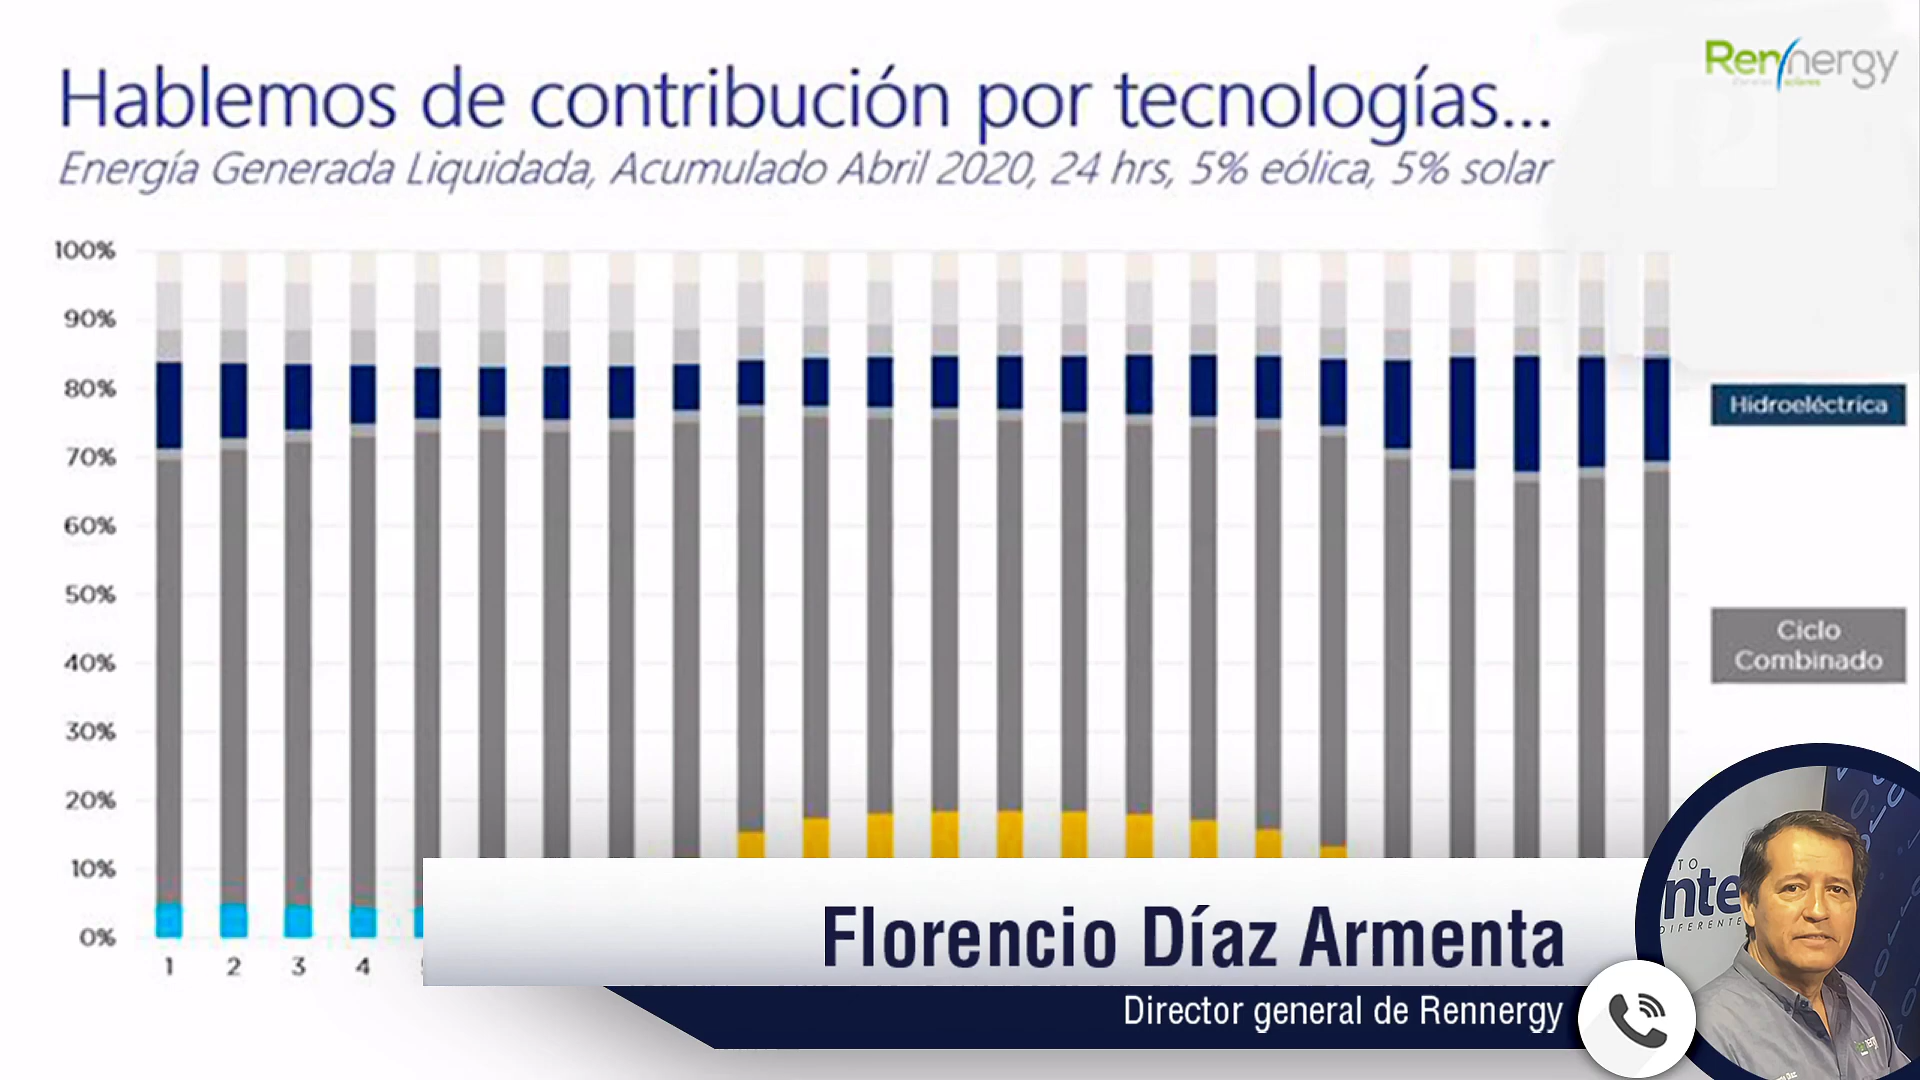 Rennergy
Hablemos de contribución por tecnologías...
Energía Generada Liquidada, Acumulado Abril 2020, 24 hrs, 5% eólica, 5% solar
100%
90%
80%
70%
60%
50%
40%
30%
20%
10%
0%
1 2 3 4
Hidroeléctrica
Ciclo
Combinado
Florencio Díaz Armenta
Director general de Rennergy